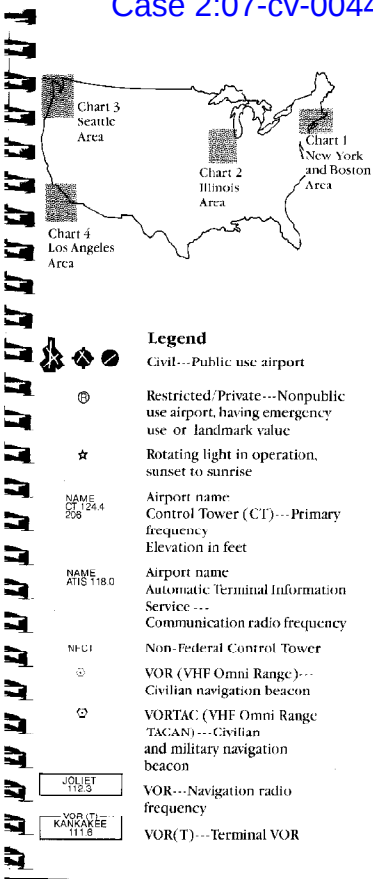 Case 2:07-cv-0044
Chart 3
Seattle
Area
Chart 1
New York
and Boston
Area
Chart 2
Illinois
Area
Chart 4
Los Angeles
Area
Legend
Civil---Public use airport
R
Restricted/Private---Nonpublic
use airport, having emergency
use or landmark value
Rotating light in operation,
sunset to sunrise
NAME
CT 124.4
206
Airport name
Control Tower (CT)---Primary
frequency
Elevation in feet
NAME
ATIS 118.0
Airport name
Automatic Terminal Information
Service ---
Communication radio frequency
NFCT
Non-Federal Control Tower
VOR (VHF Omni Range)---
Civilian navigation beacon
VORTAC (VHF Omni Range
TACAN)---Civilian
and military navigation
beacon
JOLIET
112.3
VOR---Navigation radio
frequency
VOR (T)
KANKAKEE
111.6
VOR(T)---Terminal VOR